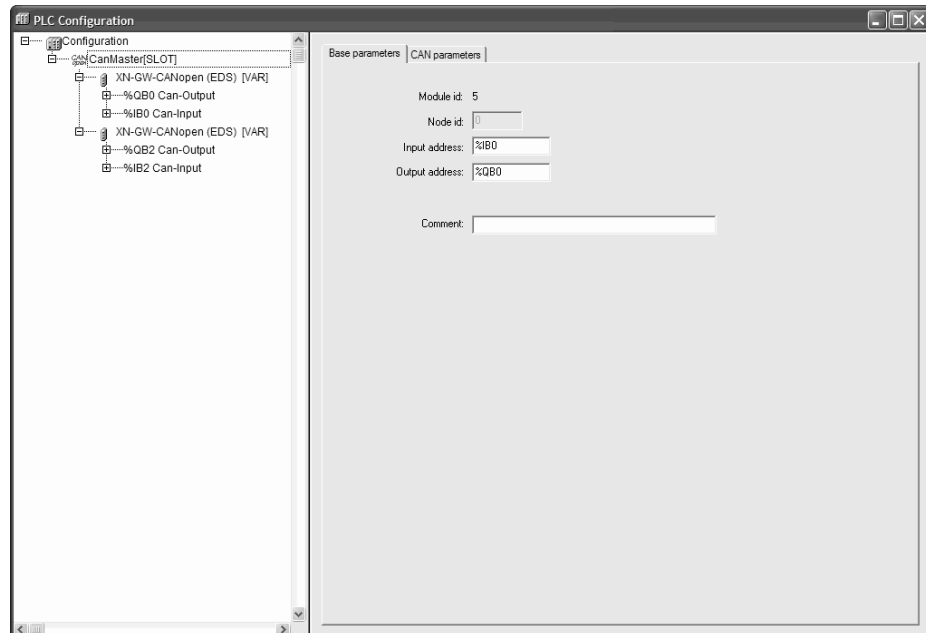 PLC Configuration
Configuration
CanMaster[SLOT]
XN-GW-CANopen (EDS) [VAR]
%QB0 Can-Output
%IB0 Can-Input
XN-GW-CANopen (EDS) [VAR]
%QB2 Can-Output
%IB2 Can-Input
Base parameters
CAN parameters
Module id: 5
Node id: 0
Input address: %IB0
Output address: %QB0
Comment: